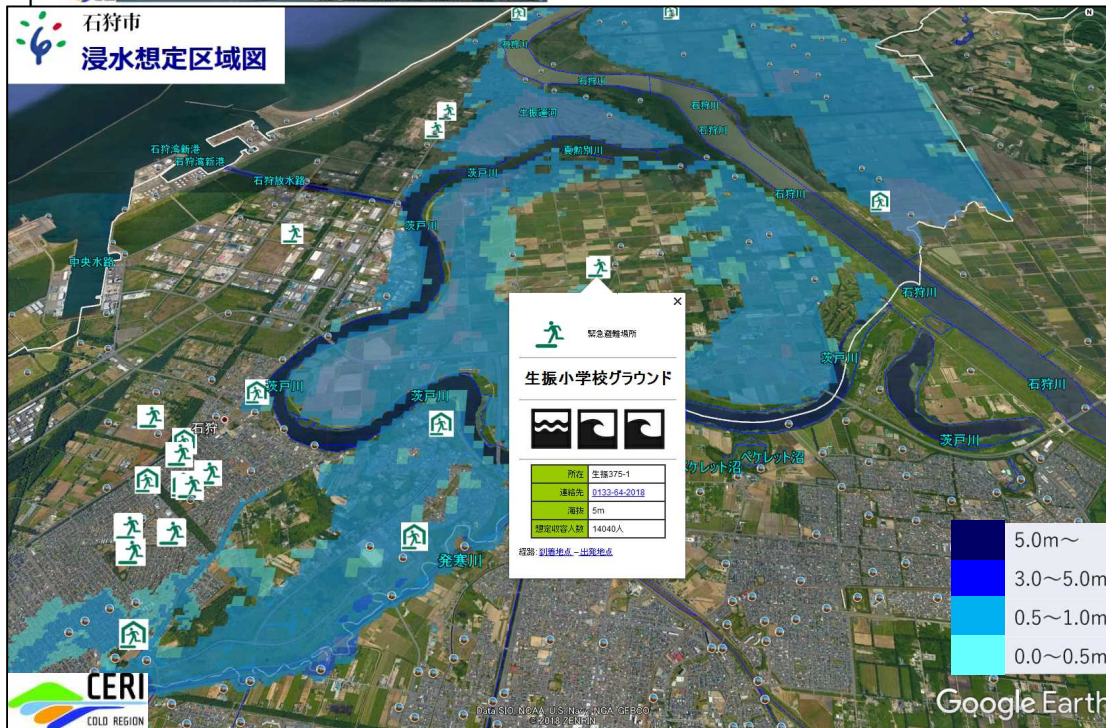 石狩市
浸水想定区域図
石狩川
石狩川
石狩川
石狩川
生振運河
真勲別川
石狩湾新港
石狩湾新港
石狩放水路
茨戸川
石狩川
茨戸川
中央水路
石狩川
茨戸川
茨戸川
茨戸川
石狩川
石狩
茨戸川
ペケレット沼
ペケレット沼
発寒川
×
緊急避難場所
生振小学校グラウンド
所在 生振375-1
連絡先 0133-64-2018
海抜 5m
想定収容人数 14040人
経路: 到着地点 – 出発地点
5.0m～
3.0～5.0m
0.5～1.0m
0.0～0.5m
CERI
COLD REGION
Data SIO, NOAA, U.S. Navy, NGA, GEBCO
© 2018 ZENRIN
Google Earth
N